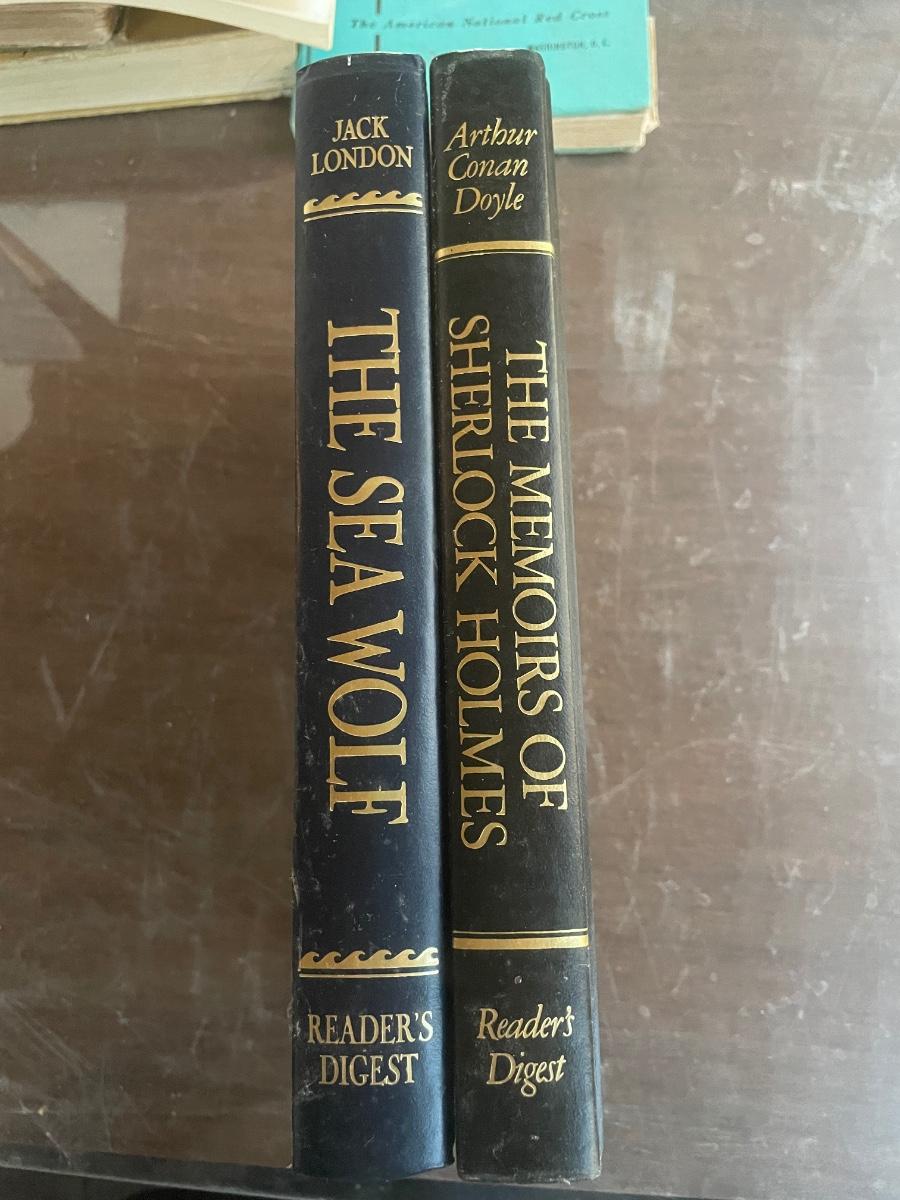 The American National Red Cross
WASHINGTON, D. C.
JACK
LONDON
THE SEA WOLF
READER'S
DIGEST
Arthur
Conan
Doyle
THE MEMOIRS OF
SHERLOCK HOLMES
Reader's
Digest